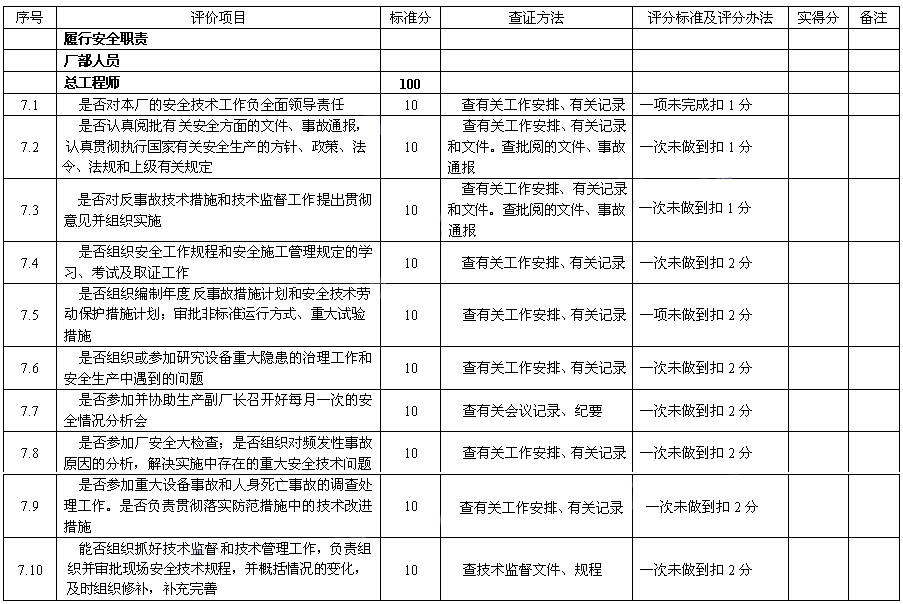 序号 评价项目 标准分 查证方法 评分标准及评分办法 实得分 备注
履行安全职责
厂部人员
总工程师 100
7.1 是否对本厂的安全技术工作负全面领导责任 10 查有关工作安排、有关记录 一项未完成扣 1 分
7.2 是否认真阅批有关安全方面的文件、事故通报，
认真贯彻执行国家有关安全生产的方针、政策、法
令、法规和上级有关规定 10 查有关工作安排、有关记录
和文件。查批阅的文件、事故
通报 一次未做到扣 1 分
7.3 是否对反事故技术措施和技术监督工作提出贯彻
意见并组织实施 10 查有关工作安排、有关记录
和文件。查批阅的文件、事故
通报 一次未做到扣 1 分
7.4 是否组织安全工作规程和安全施工管理规定的学
习、考试及取证工作 10 查有关工作安排、有关记录 一次未做到扣 2 分
7.5 是否组织编制年度反事故措施计划和安全技术劳
动保护措施计划；审批非标准运行方式、重大试验
措施 10 查有关工作安排、有关记录 一项未做到扣 2 分
7.6 是否组织或参加研究设备重大隐患的治理工作和
安全生产中遇到的问题 10 查有关工作安排、有关记录 一次未做到扣 2 分
7.7 是否参加并协助生产副厂长召开好每月一次的安
全情况分析会 10 查有关会议记录、纪要 一次未做到扣 2 分
7.8 是否参加厂安全大检查；是否组织对频发性事故
原因的分析，解决实施中存在的重大安全技术问题 10 查有关工作安排、有关记录 一次未做到扣 2 分
7.9 是否参加重大设备事故和人身死亡事故的调查处
理工作。是否负责贯彻落实防范措施中的技术改进
措施 10 查有关工作安排、有关记录 一次未做到扣 2 分
7.10 能否组织抓好技术监督和技术管理工作，负责组
织并审批现场安全技术规程，并概括情况的变化，
及时组织修补，补充完善 10 查技术监督文件、规程 一次未做到扣 2 分